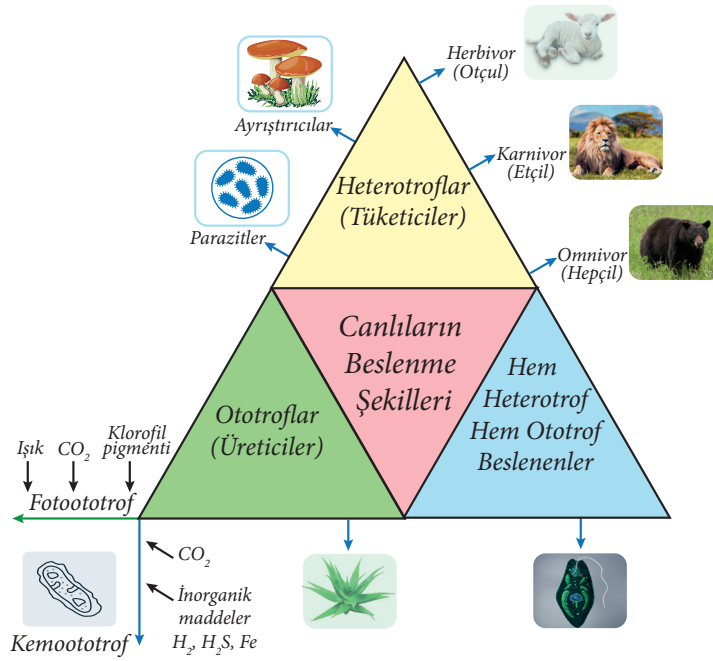 Herbivor
(Otçul)
Ayrıştırıcılar
Karnivor
(Etçil)
Heterotroflar
(Tüketiciler)
Parazitler
Omnivor
(Hepçil)
Canlıların
Beslenme
Şekilleri
Ototroflar
(Üreticiler)
Hem
Heterotrof
Hem Ototrof
Beslenenler
Işık
CO₂
Klorofil
pigmenti
Fotoototrof
CO₂
İnorganik
maddeler
H₂, H₂S, Fe
Kemoototrof